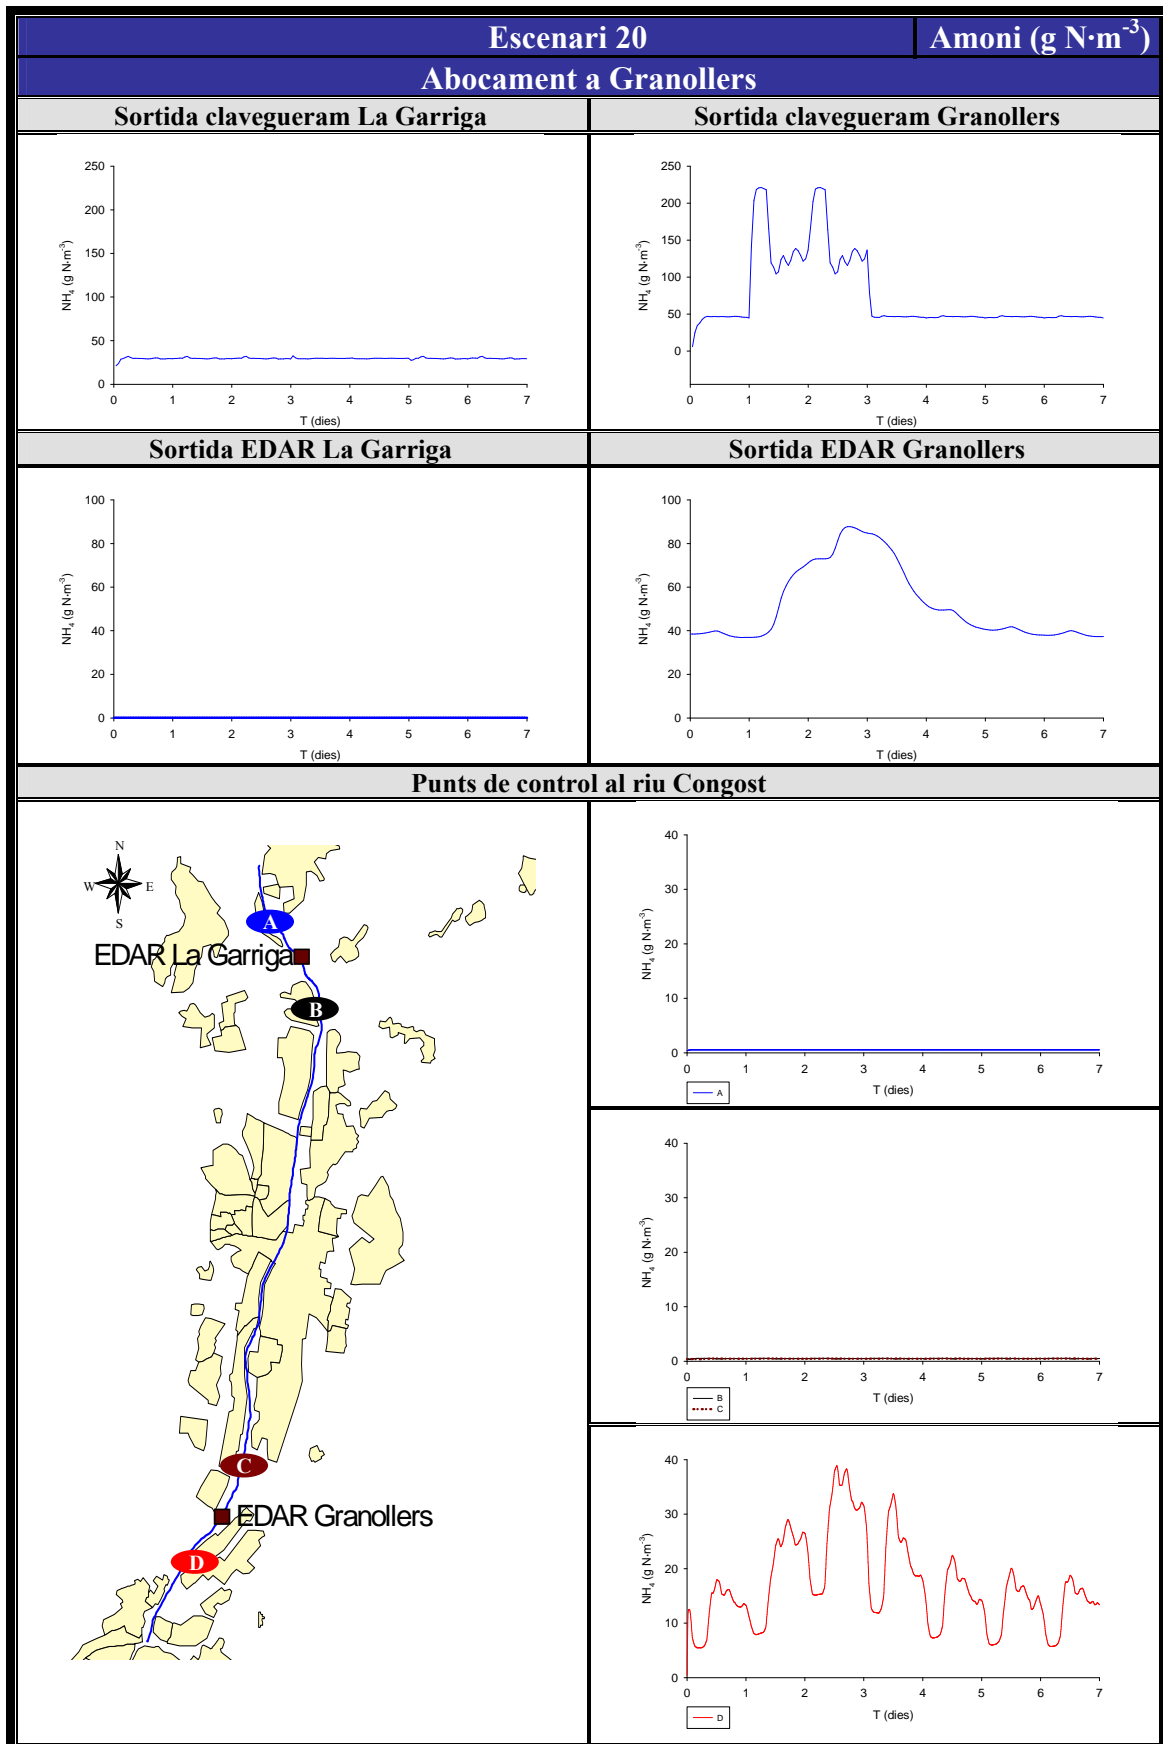 Escenari 20
Amoni (g N·m⁻³)
Abocament a Granollers
Sortida clavegueram La Garriga
Sortida clavegueram Granollers
250
200
150
100
50
0
NH₄ (g N·m⁻³)
0 1 2 3 4 5 6 7
T (dies)
250
200
150
100
50
0
NH₄ (g N·m⁻³)
0 1 2 3 4 5 6 7
T (dies)
Sortida EDAR La Garriga
Sortida EDAR Granollers
100
80
60
40
20
0
NH₄ (g N·m⁻³)
0 1 2 3 4 5 6 7
T (dies)
100
80
60
40
20
0
NH₄ (g N·m⁻³)
0 1 2 3 4 5 6 7
T (dies)
Punts de control al riu Congost
N
W E
S
A
EDAR La Garriga
B
C
EDAR Granollers
D
40
30
20
10
0
NH₄ (g N·m⁻³)
0 1 2 3 4 5 6 7
T (dies)
A
40
30
20
10
0
NH₄ (g N·m⁻³)
0 1 2 3 4 5 6 7
T (dies)
B
C
40
30
20
10
0
NH₄ (g N·m⁻³)
0 1 2 3 4 5 6 7
T (dies)
D